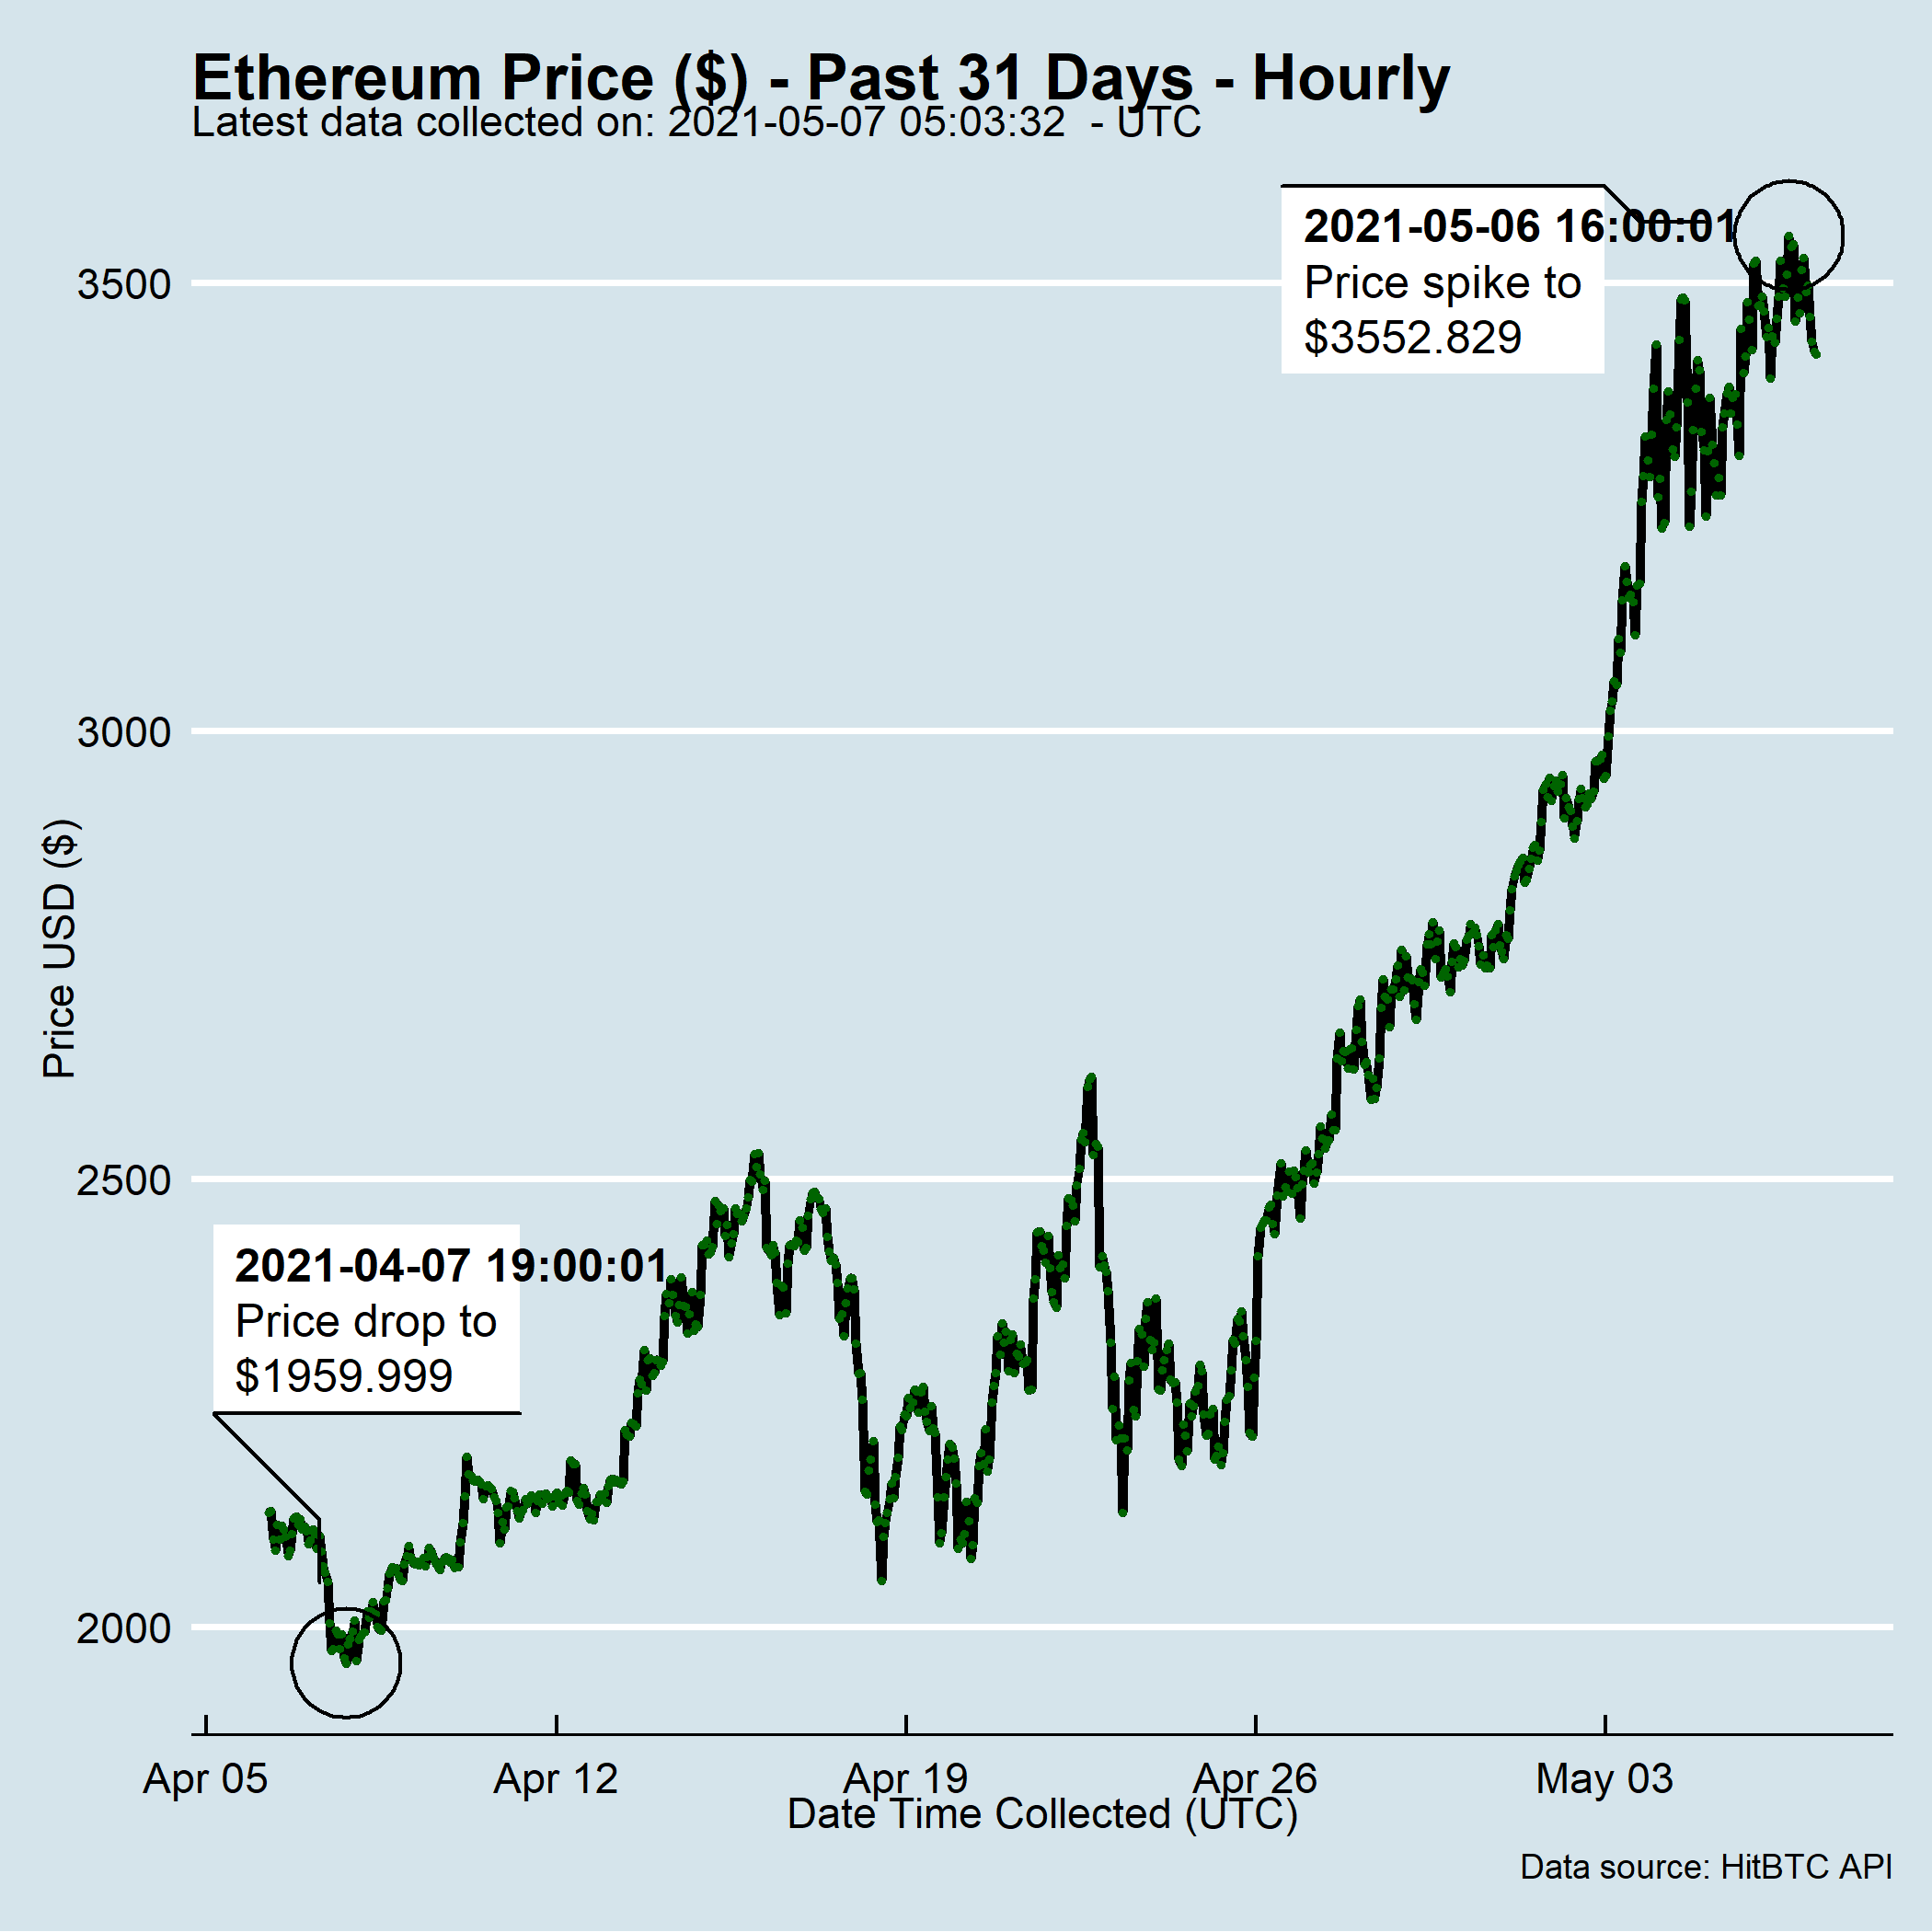 Ethereum Price ($) - Past 31 Days - Hourly
Latest data collected on: 2021-05-07 05:03:32  - UTC
2021-05-06 16:00:01
Price spike to
$3552.829
3500
3000
2500
2000
Price USD ($)
2021-04-07 19:00:01
Price drop to
$1959.999
Apr 05
Apr 12
Apr 19
Apr 26
May 03
Date Time Collected (UTC)
Data source: HitBTC API